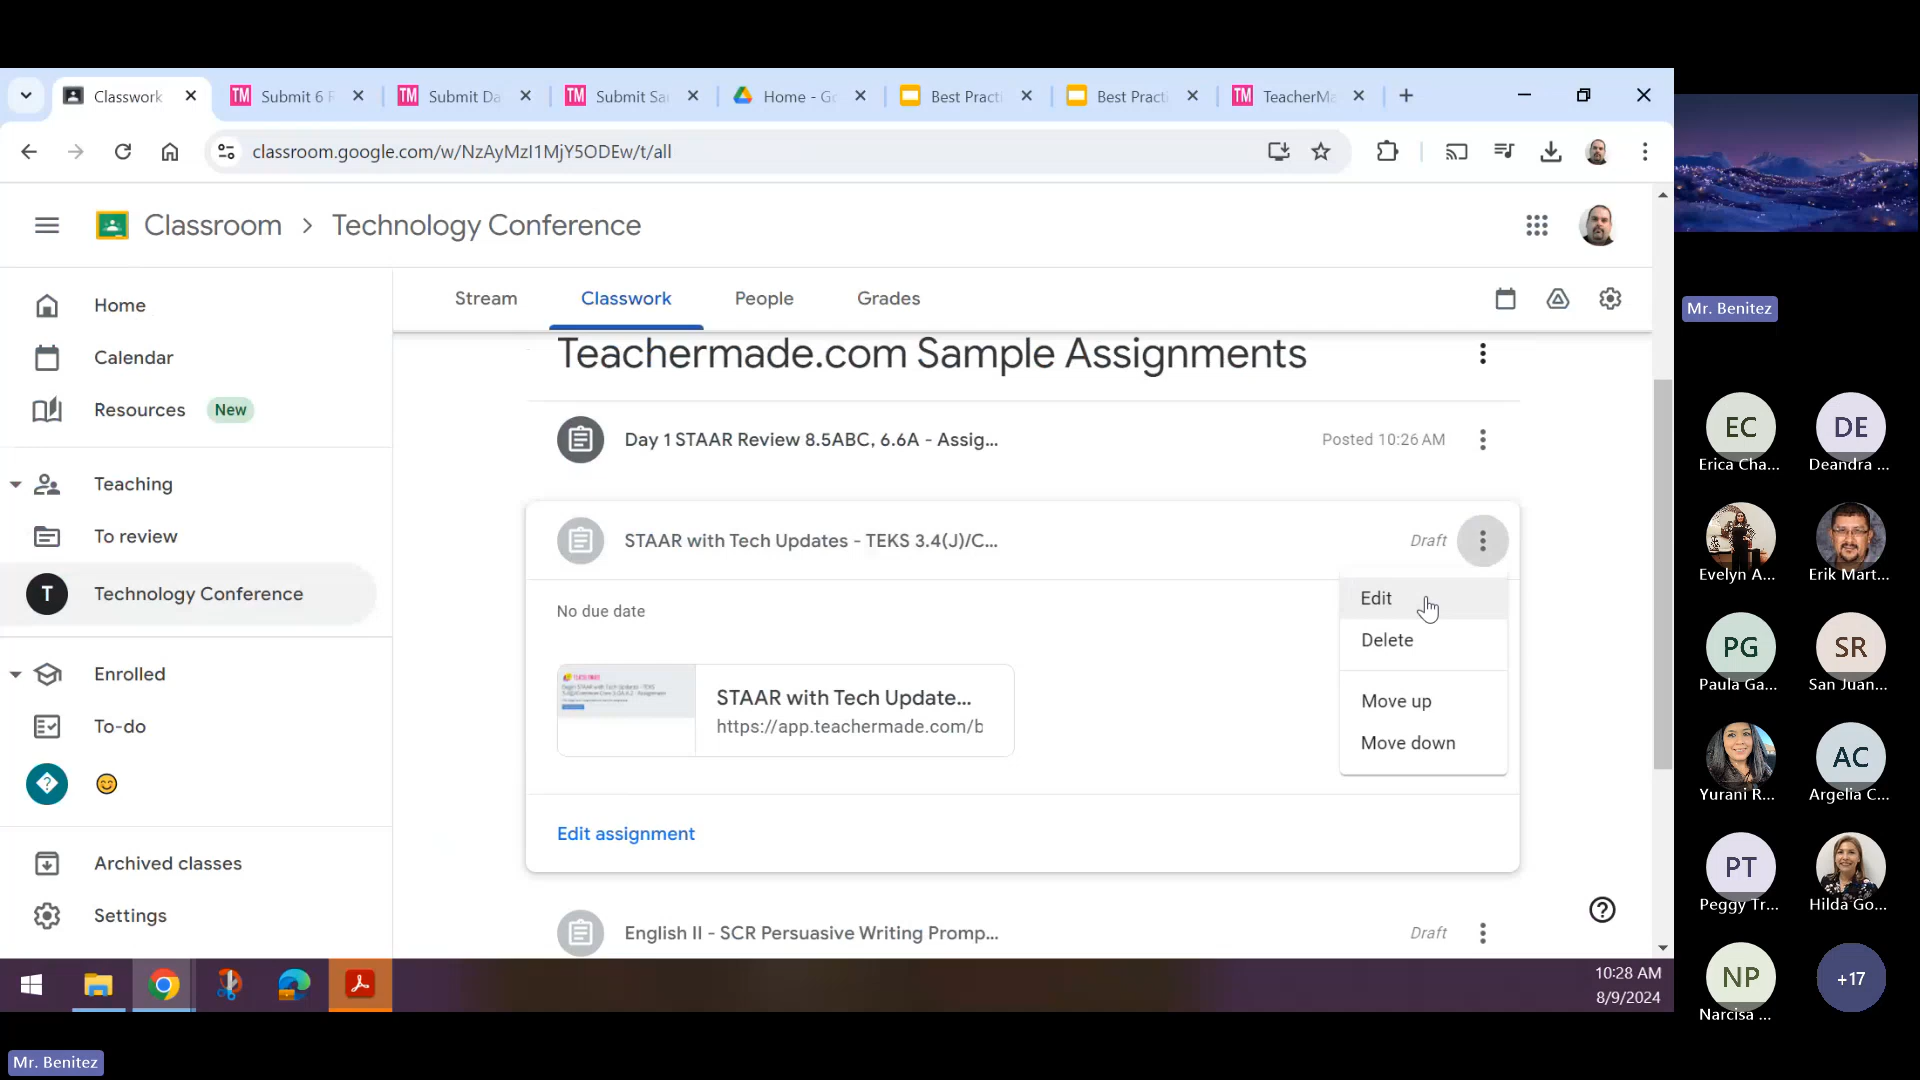 Classwork
TM Submit 6 R
TM Submit Da
TM Submit Sa
Home - Go
Best Practi
Best Practi
TM TeacherMa
classroom.google.com/w/NzAyMzI1MjY5ODEw/t/all
Classroom > Technology Conference
Home
Calendar
Resources New
Teaching
To review
T Technology Conference
Enrolled
To-do
Archived classes
Settings
Stream Classwork People Grades
Teachermade.com Sample Assignments
Day 1 STAAR Review 8.5ABC, 6.6A - Assig... Posted 10:26 AM
STAAR with Tech Updates - TEKS 3.4(J)/C... Draft
No due date
Edit
Delete
Move up
Move down
STAAR with Tech Update...
https://app.teachermade.com/b
Edit assignment
English II - SCR Persuasive Writing Promp... Draft
10:28 AM
8/9/2024
Mr. Benitez
Mr. Benitez
EC DE
Erica Cha... Deandra ...
Evelyn A... Erik Mart...
PG SR
Paula Ga... San Juan...
AC
Yurani R... Argelia C...
PT
Peggy Tr... Hilda Go...
NP +17
Narcisa ...